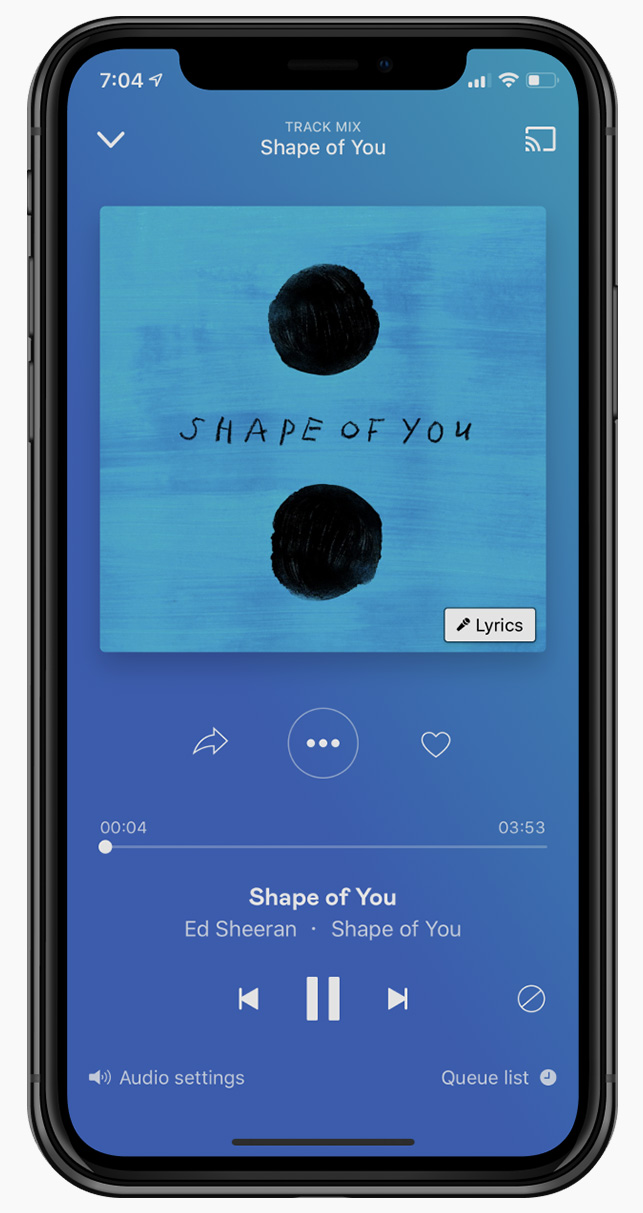 7:04
TRACK MIX
Shape of You
SHAPE OF YOU
Lyrics
00:04 03:53
Shape of You
Ed Sheeran · Shape of You
Audio settings Queue list